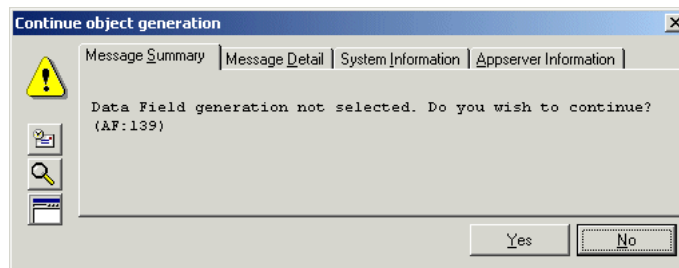 Continue object generation
Message Summary Message Detail System Information Appserver Information
Data Field generation not selected. Do you wish to continue?
(AF:139)
Yes No